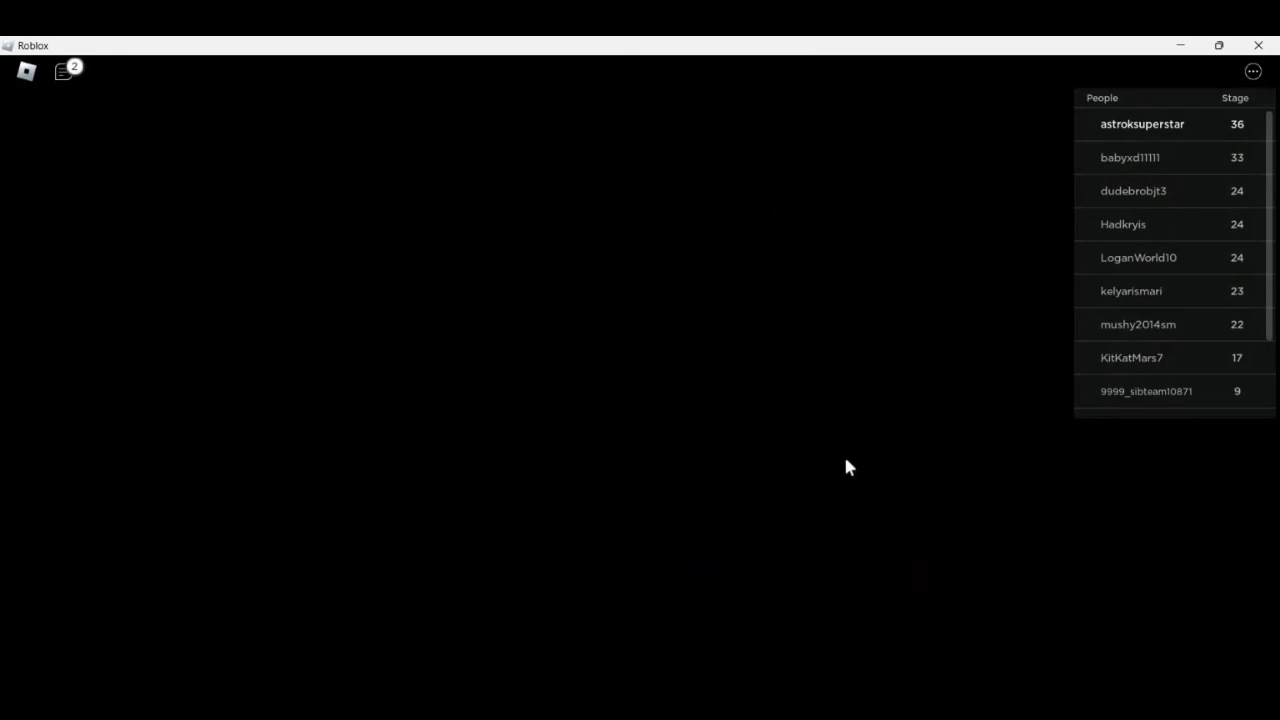 Roblox
2
People Stage
astroksuperstar 36
babyxd11111 33
dudebrobjt3 24
Hadkryis 24
LoganWorld10 24
kelyarismari 23
mushy2014sm 22
KitKatMars7 17
9999_sibteam10871 9